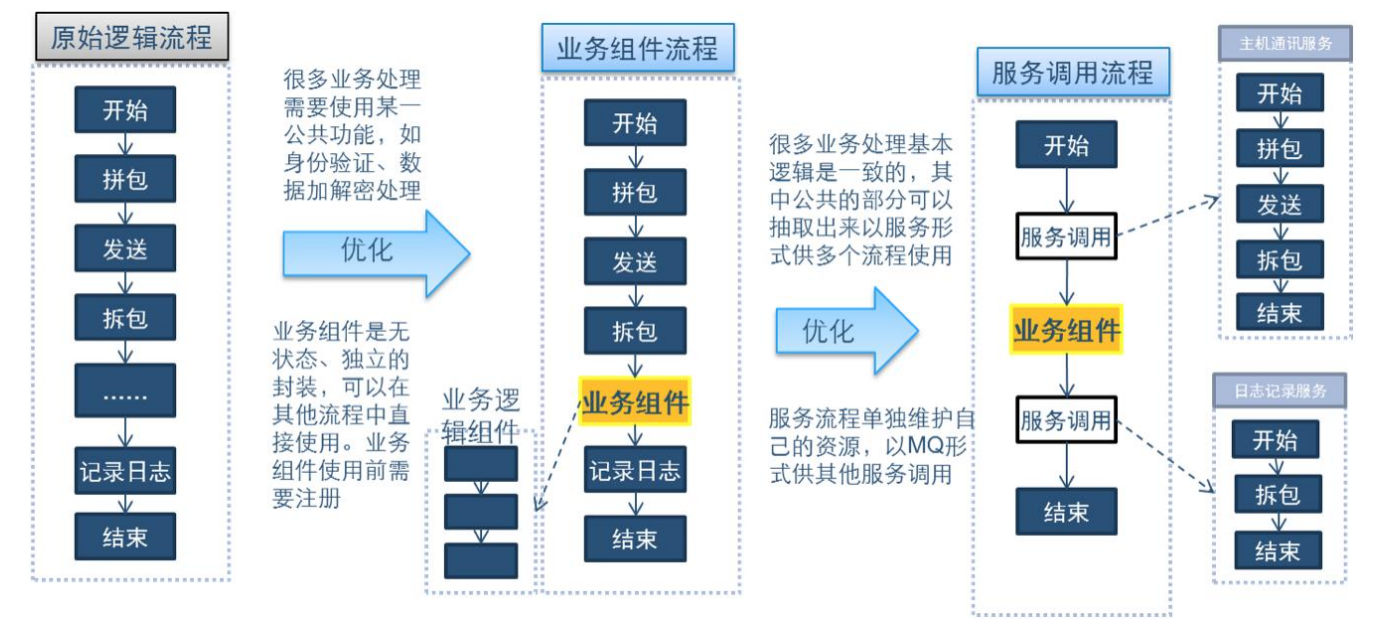 原始逻辑流程
开始
拼包
发送
拆包
……
记录日志
结束
很多业务处理
需要使用某一
公共功能，如
身份验证、数
据加解密处理
优化
业务组件是无
状态、独立的
封装，可以在
其他流程中直
接使用。业务
组件使用前需
要注册
业务逻
辑组件
业务组件流程
开始
拼包
发送
拆包
业务组件
记录日志
结束
很多业务处理基本
逻辑是一致的，其
中公共的部分可以
抽取出来以服务形
式供多个流程使用
优化
服务流程单独维护自
己的资源，以MQ形
式供其他服务调用
服务调用流程
开始
服务调用
业务组件
服务调用
结束
主机通讯服务
开始
拼包
发送
拆包
结束
日志记录服务
开始
拆包
结束